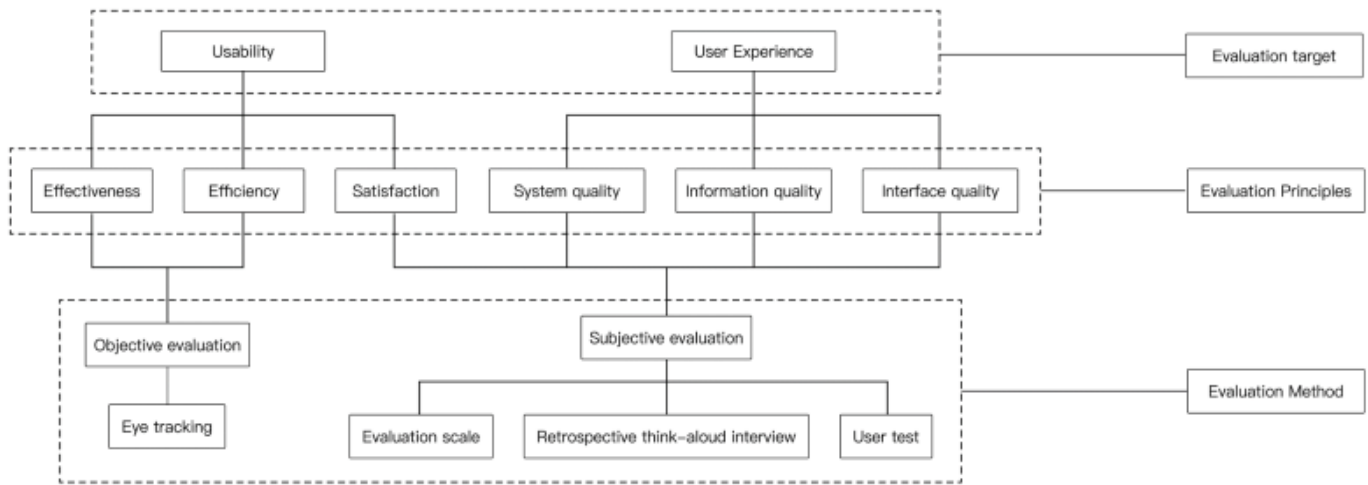 Usability
User Experience
Evaluation target
Effectiveness
Efficiency
Satisfaction
System quality
Information quality
Interface quality
Evaluation Principles
Objective evaluation
Subjective evaluation
Evaluation Method
Eye tracking
Evaluation scale
Retrospective think-aloud interview
User test